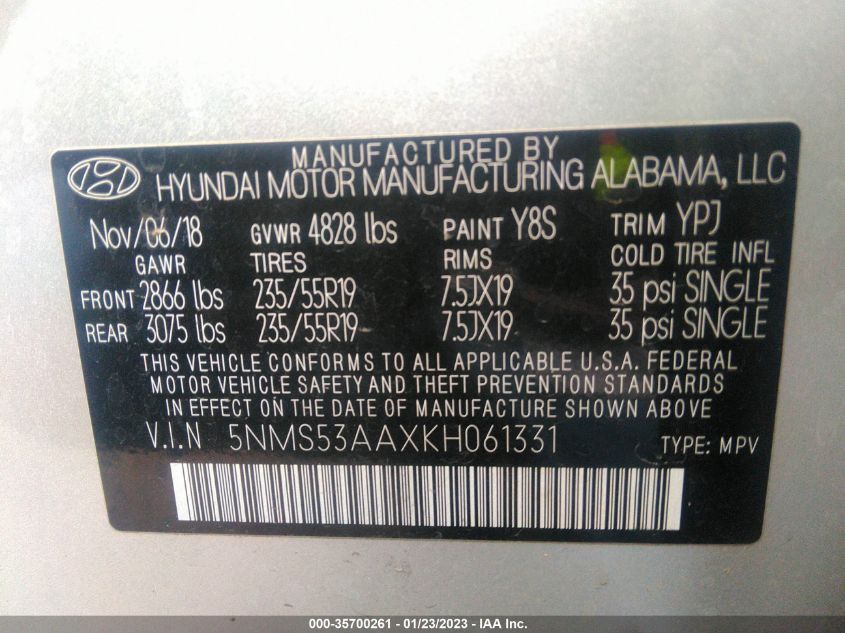 MANUFACTURED BY
HYUNDAI MOTOR MANUFACTURING ALABAMA, LLC
Nov/06/18 GVWR 4828 lbs PAINT Y8S TRIM YPJ
GAWR TIRES RIMS COLD TIRE INFL
FRONT 2866 lbs 235/55R19 7.5JX19 35 psi SINGLE
REAR 3075 lbs 235/55R19 7.5JX19 35 psi SINGLE
THIS VEHICLE CONFORMS TO ALL APPLICABLE U.S.A. FEDERAL
MOTOR VEHICLE SAFETY AND THEFT PREVENTION STANDARDS
IN EFFECT ON THE DATE OF MANUFACTURE SHOWN ABOVE
V.I.N 5NMS53AAXKH061331 TYPE: MPV
000-35700261 - 01/23/2023 - IAA Inc.